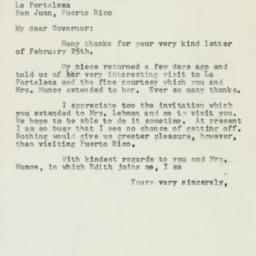 La Fortaleza
San Juan, Puerto Rico
My dear Governor:
Many thanks for your very kind letter
of February 25th.
My niece returned a few days ago and
told us of her very interesting visit to La
Fortaleza and the fine courtesy which you and
Mrs. Munoz extended to her. Ever so many thanks.
I appreciate too the invitation which
you extended to Mrs. Lehman and me to visit you.
We hope to be able to do it sometime. At present
I am so busy that I see no chance of getting off.
Nothing would give us greater pleasure, however,
than visiting Puerto Rico.
With kindest regards to you and Mrs.
Munoz, in which Edith joins me, I am
Yours very sincerely,